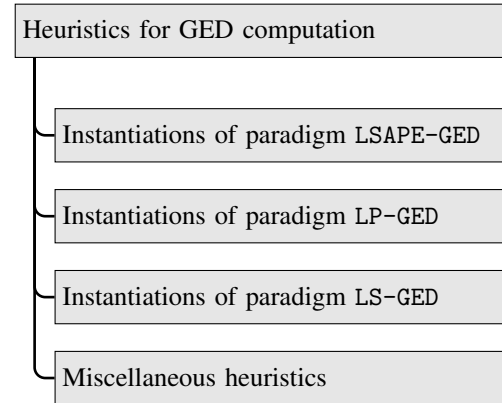 Heuristics for GED computation
Instantiations of paradigm LSAPE-GED
Instantiations of paradigm LP-GED
Instantiations of paradigm LS-GED
Miscellaneous heuristics